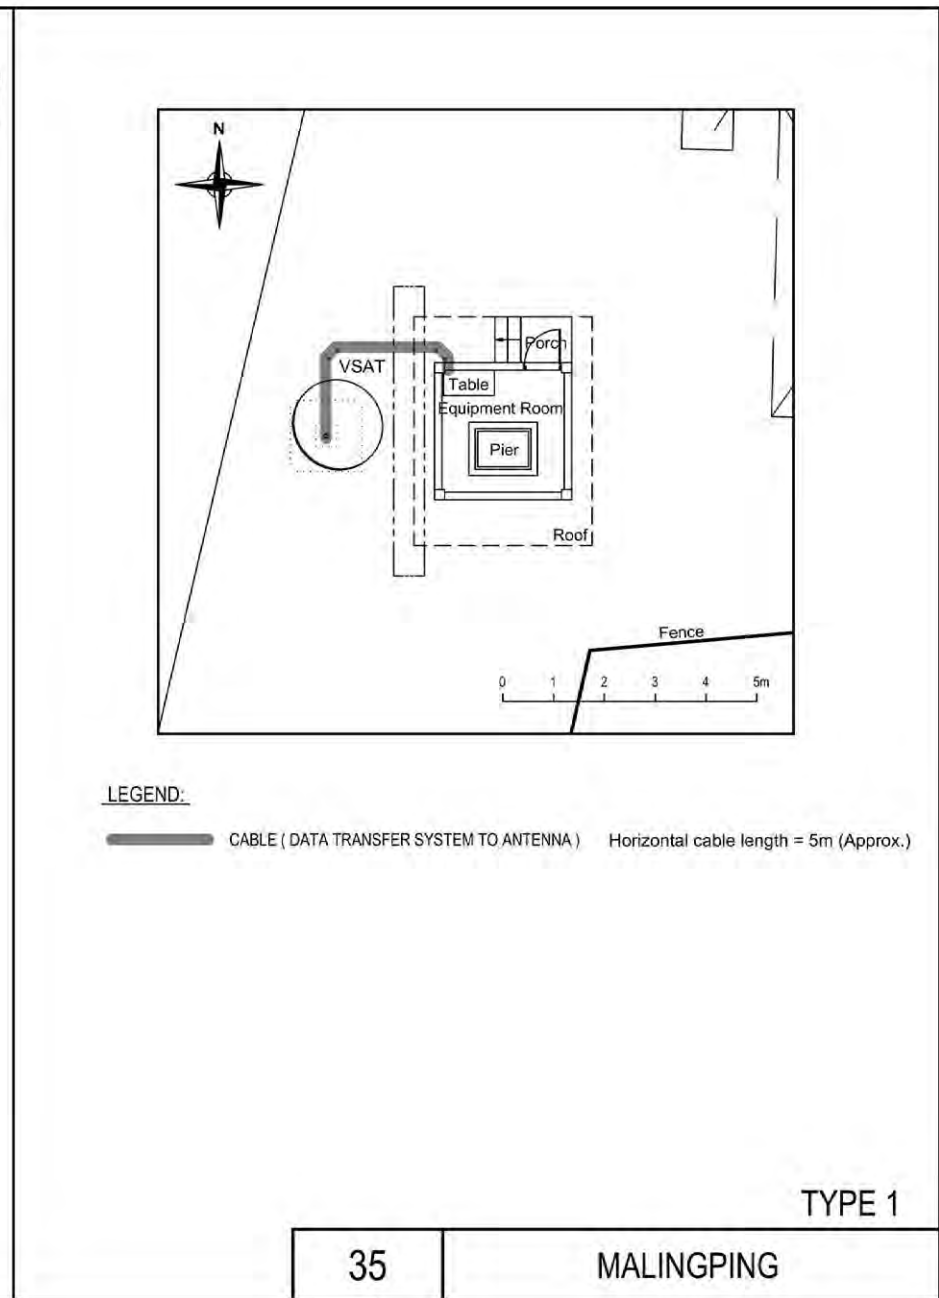 N
Porch
VSAT
Table
Equipment Room
Pier
Roof
Fence
0 1 2 3 4 5m
LEGEND:
CABLE ( DATA TRANSFER SYSTEM TO ANTENNA ) Horizontal cable length = 5m (Approx.)
TYPE 1
35 MALINGPING